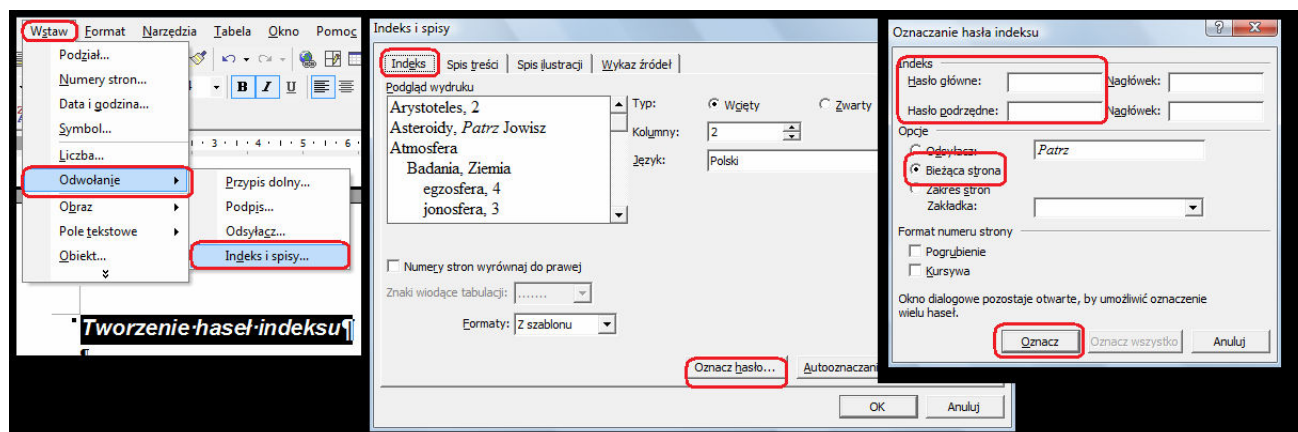 Wstaw Format Narzędzia Tabela Okno Pomoc
Podział...
Numery stron...
Data i godzina...
Symbol...
Liczba...
Odwołanie
Obraz
Pole tekstowe
Obiekt...
B I U
3 4 5 6
Przypis dolny...
Podpis...
Odsyłacz...
Indeks i spisy...
Tworzenie·haseł·indeksu¶
Indeks i spisy
Indeks Spis treści Spis ilustracji Wykaz źródeł
Podgląd wydruku
Arystoteles, 2
Asteroidy, Patrz Jowisz
Atmosfera
Badania, Ziemia
egzosfera, 4
jonosfera, 3
Typ: Wcięty Zwarty
Kolumny: 2
Język: Polski
Numery stron wyrównaj do prawej
Znaki wiodące tabulacji: .......
Formaty: Z szablonu
Oznacz hasło... Autooznaczani
OK Anuluj
Oznaczanie hasła indeksu
Indeks
Hasło główne: Nagłówek:
Hasło podrzędne: Nagłówek:
Opcje
Odsyłacz: Patrz
Bieżąca strona
Zakres stron
Zakładka:
Format numeru strony
Pogrubienie
Kursywa
Okno dialogowe pozostaje otwarte, by umożliwić oznaczenie
wielu haseł.
Oznacz Oznacz wszystko Anuluj